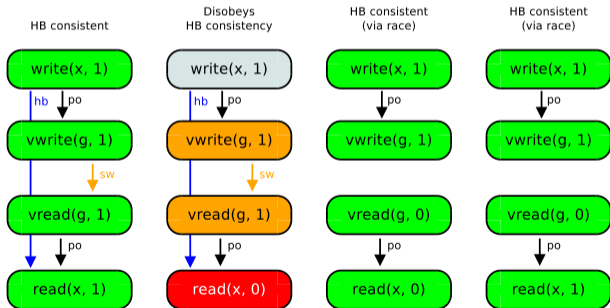 HB consistent
write(x, 1)
hb
po
vwrite(g, 1)
sw
vread(g, 1)
po
read(x, 1)
Disobeys
HB consistency
write(x, 1)
hb
po
vwrite(g, 1)
sw
vread(g, 1)
po
read(x, 0)
HB consistent
(via race)
write(x, 1)
po
vwrite(g, 1)
vread(g, 0)
po
read(x, 0)
HB consistent
(via race)
write(x, 1)
po
vwrite(g, 1)
vread(g, 0)
po
read(x, 1)